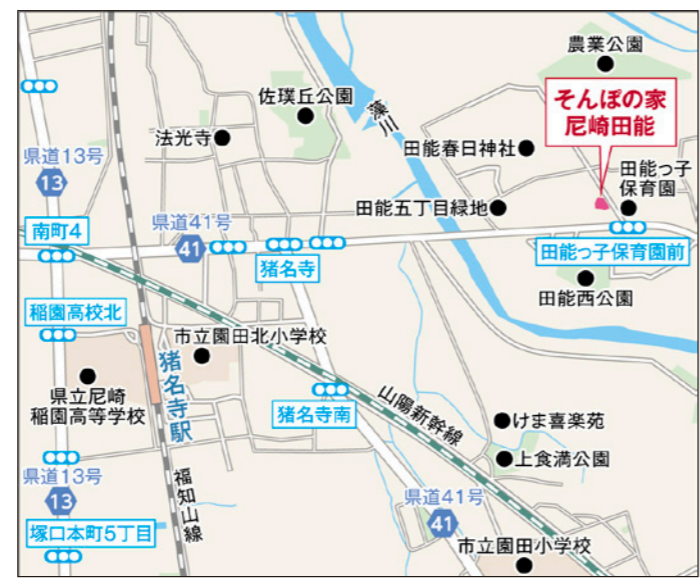 農業公園
佐璞丘公園
そんぽの家
尼崎田能
藻川
法光寺
田能春日神社
県道13号
13
田能っ子
保育園
田能五丁目緑地
県道41号
41
南町4
猪名寺
田能っ子保育園前
田能西公園
稲園高校北
市立園田北小学校
猪名寺駅
県立尼崎
稲園高等学校
猪名寺南
山陽新幹線
けま喜楽苑
上食満公園
県道13号
13
福知山線
県道41号
41
塚口本町5丁目
市立園田小学校